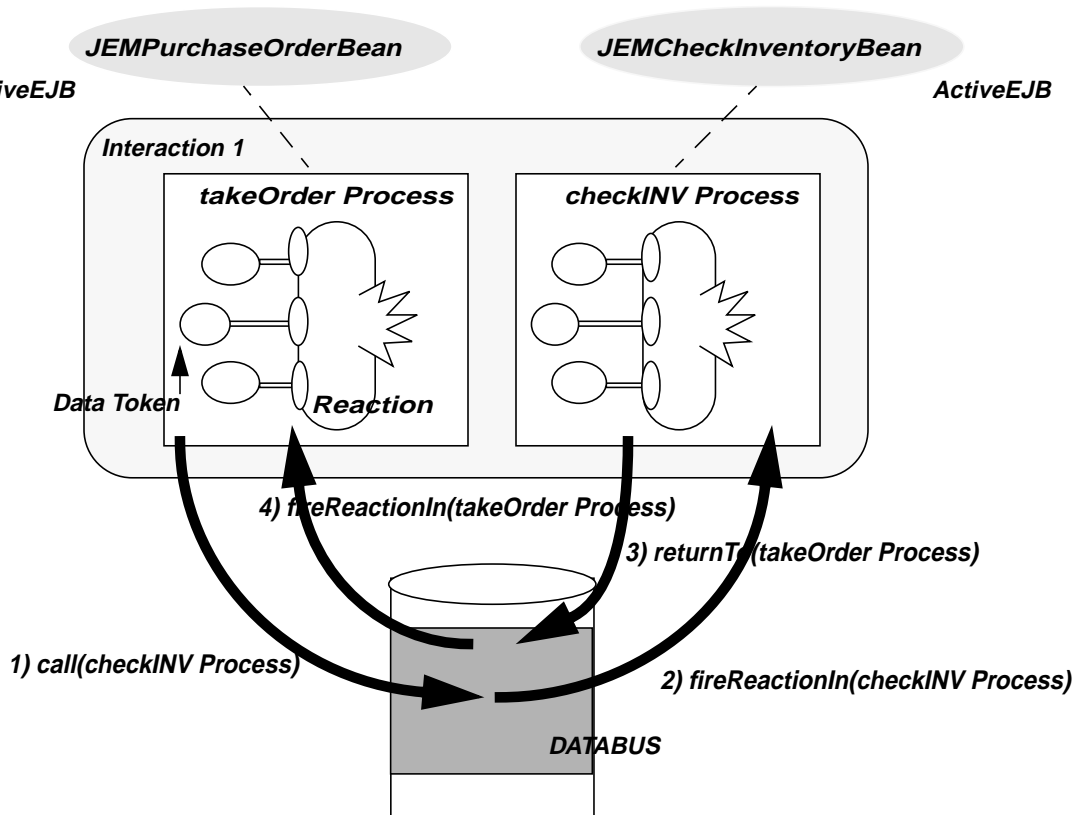 JEMPurchaseOrderBean
JEMCheckInventoryBean
iveEJB
ActiveEJB
Interaction 1
takeOrder Process
checkINV Process
Data Token
Reaction
4) fireReactionIn(takeOrder Process)
3) returnTo(takeOrder Process)
1) call(checkINV Process)
2) fireReactionIn(checkINV Process)
DATABUS